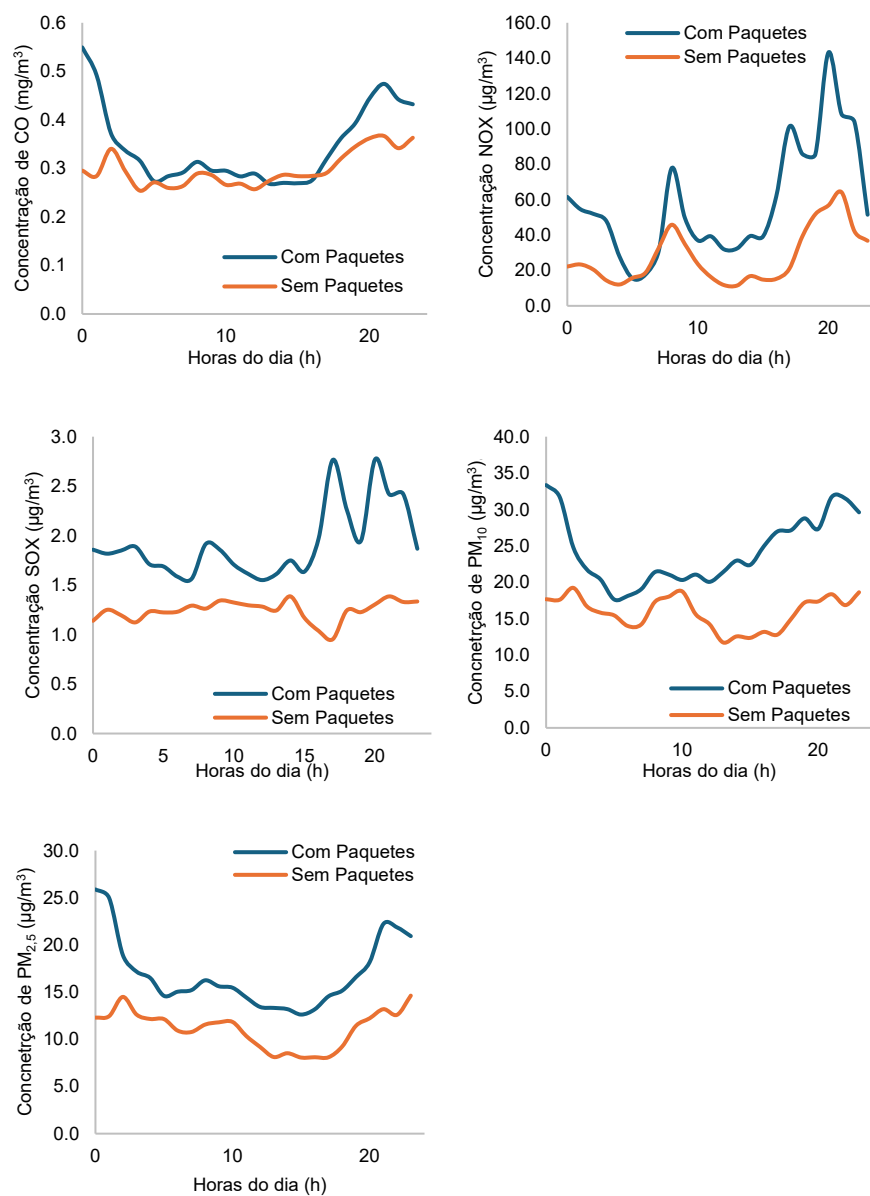 Concentração de CO (mg/m³)
0.6
0.5
0.4
0.3
0.2
0.1
0.0
Com Paquetes
Sem Paquetes
0 10 20
Horas do dia (h)
Concentração NOX (µg/m³)
160.0
140.0
120.0
100.0
80.0
60.0
40.0
20.0
0.0
Com Paquetes
Sem Paquetes
0 10 20
Horas do dia (h)
Concentração SOX (µg/m³)
3.0
2.5
2.0
1.5
1.0
0.5
0.0
Com Paquetes
Sem Paquetes
0 5 10 15 20
Horas do dia (h)
Concnetrção de PM₁₀ (µg/m³)
40.0
35.0
30.0
25.0
20.0
15.0
10.0
5.0
0.0
Com Paquetes
Sem Paquetes
0 10 20
Horas do dia (h)
Concnetrção de PM₂,₅ (µg/m³)
30.0
25.0
20.0
15.0
10.0
5.0
0.0
Com Paquetes
Sem Paquetes
0 10 20
Horas do dia (h)